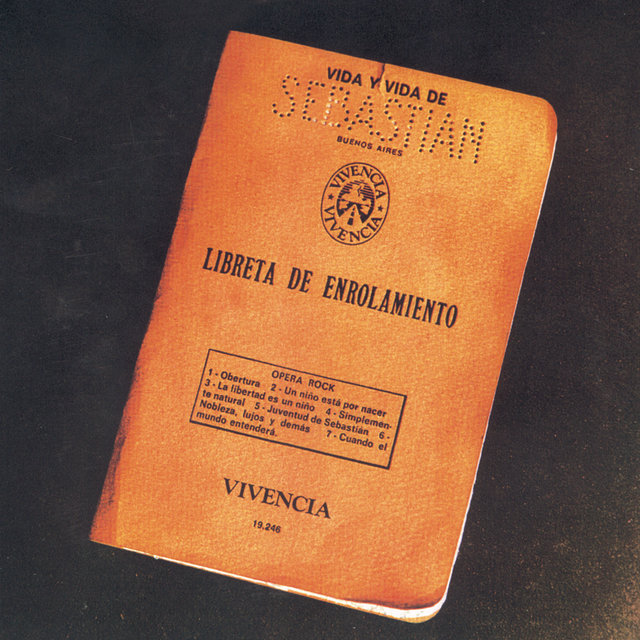 VIDA Y VIDA DE
SEBASTIAN
BUENOS AIRES
VIVENCIA
VIVENCIA
LIBRETA DE ENROLAMIENTO
OPERA ROCK
1 - Obertura 2 - Un niño está por nacer
3 - La libertad es un niño 4 - Simplemen-
te natural 5 - Juventud de Sebastián 6 -
Nobleza, lujos y demás 7 - Cuando el
mundo entenderá.
VIVENCIA
19.246